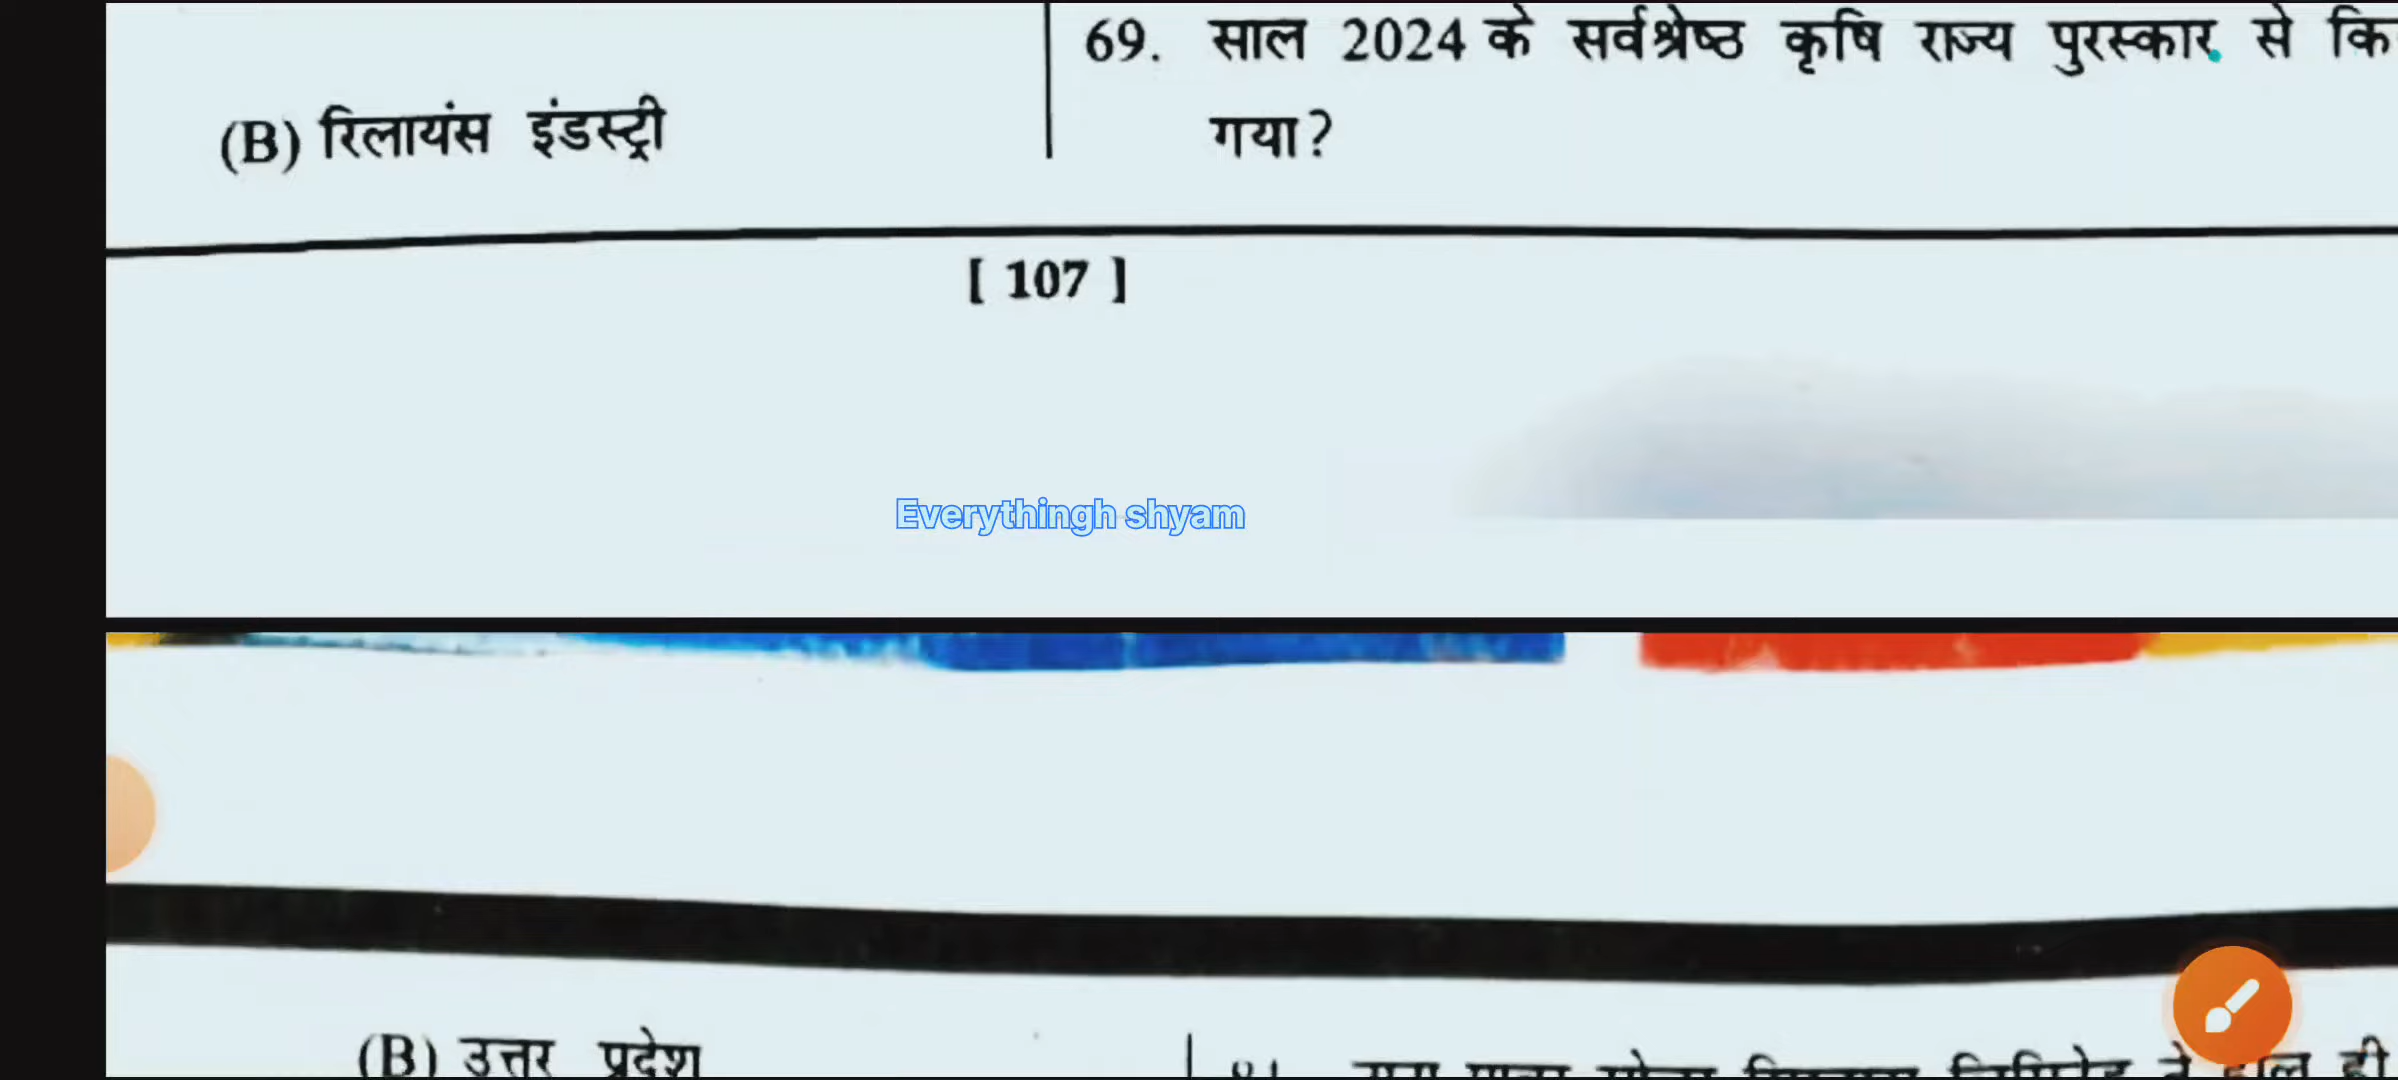 69. साल 2024 के सर्वश्रेष्ठ कृषि राज्य पुरस्कार से
गया?
(B) रिलायंस इंडस्ट्री
[ 107 ]
Everythingh shyam
(B) उत्तर प्रदेश